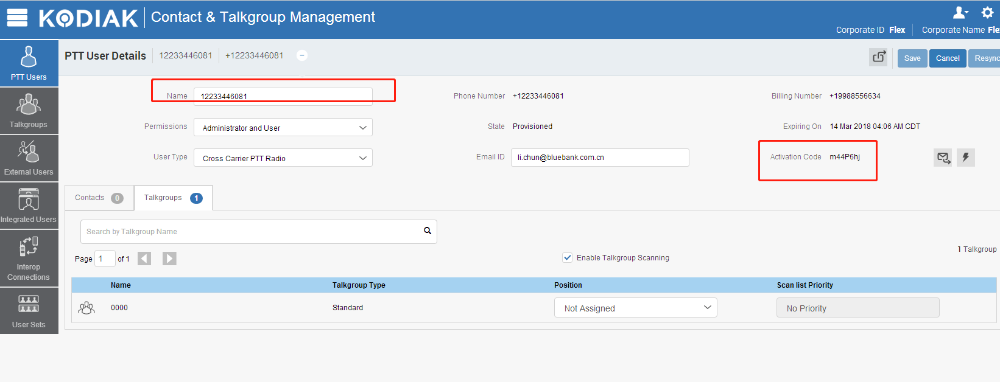 KODIAK Contact & Talkgroup Management
Corporate ID Flex Corporate Name Fle
PTT Users
Talkgroups
External Users
Integrated Users
Interop
Connections
User Sets
PTT User Details 12233446081 +12233446081
Save Cancel Resync
Name 12233446081 Phone Number +12233446081 Billing Number +19988556634
Permissions Administrator and User State Provisioned Expiring On 14 Mar 2018 04:06 AM CDT
User Type Cross Carrier PTT Radio Email ID li.chun@bluebank.com.cn Activation Code m44P6hj
Contacts 0 Talkgroups 1
Search by Talkgroup Name
1 Talkgroup
Page 1 of 1 Enable Talkgroup Scanning
Name Talkgroup Type Position Scan list Priority
0000 Standard Not Assigned No Priority